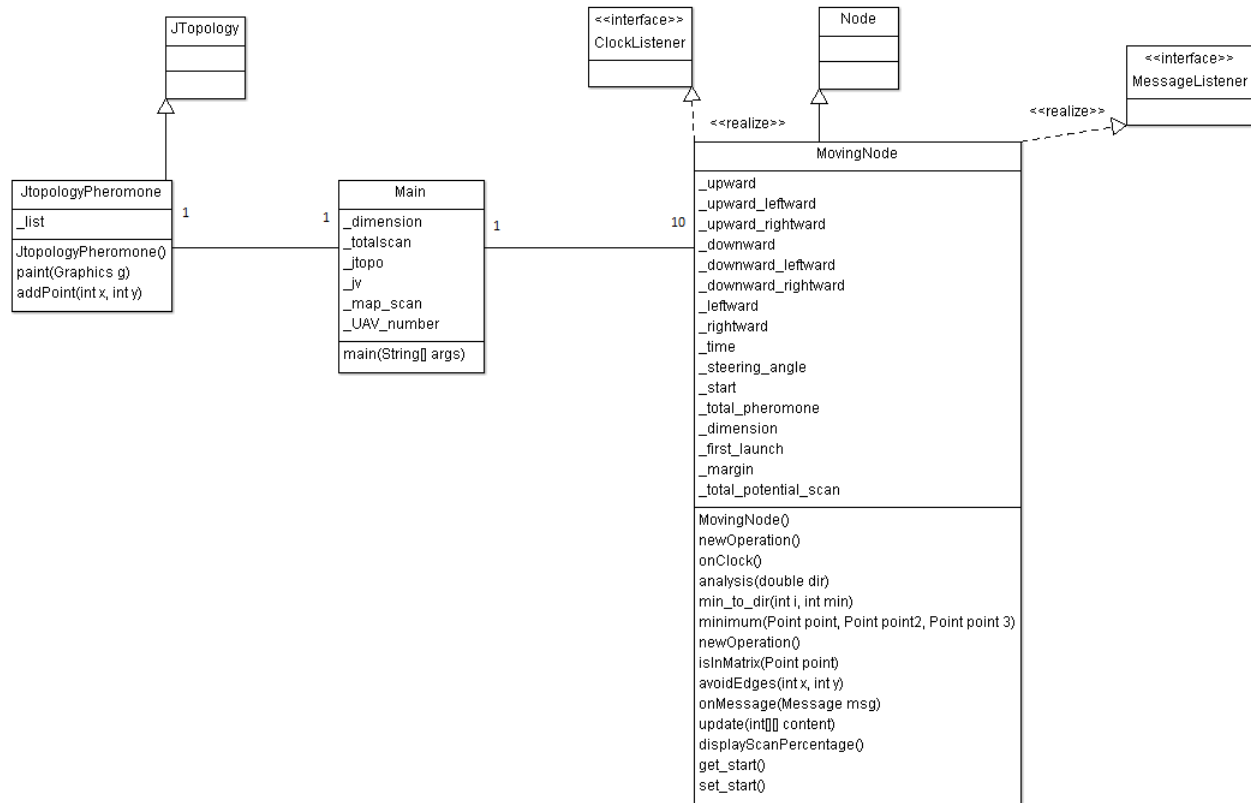 JTopology
<<interface>>
ClockListener
Node
<<interface>>
MessageListener
<<realize>>
<<realize>>
JtopologyPheromone
_list
JtopologyPheromone()
paint(Graphics g)
addPoint(int x, int y)
1
1
Main
_dimension
_totalscan
_jtopo
_jv
_map_scan
_UAV_number
main(String[] args)
1
10
MovingNode
_upward
_upward_leftward
_upward_rightward
_downward
_downward_leftward
_downward_rightward
_leftward
_rightward
_time
_steering_angle
_start
_total_pheromone
_dimension
_first_launch
_margin
_total_potential_scan
MovingNode()
newOperation()
onClock()
analysis(double dir)
min_to_dir(int i, int min)
minimum(Point point, Point point2, Point point 3)
newOperation()
isInMatrix(Point point)
avoidEdges(int x, int y)
onMessage(Message msg)
update(int[][] content)
displayScanPercentage()
get_start()
set_start()